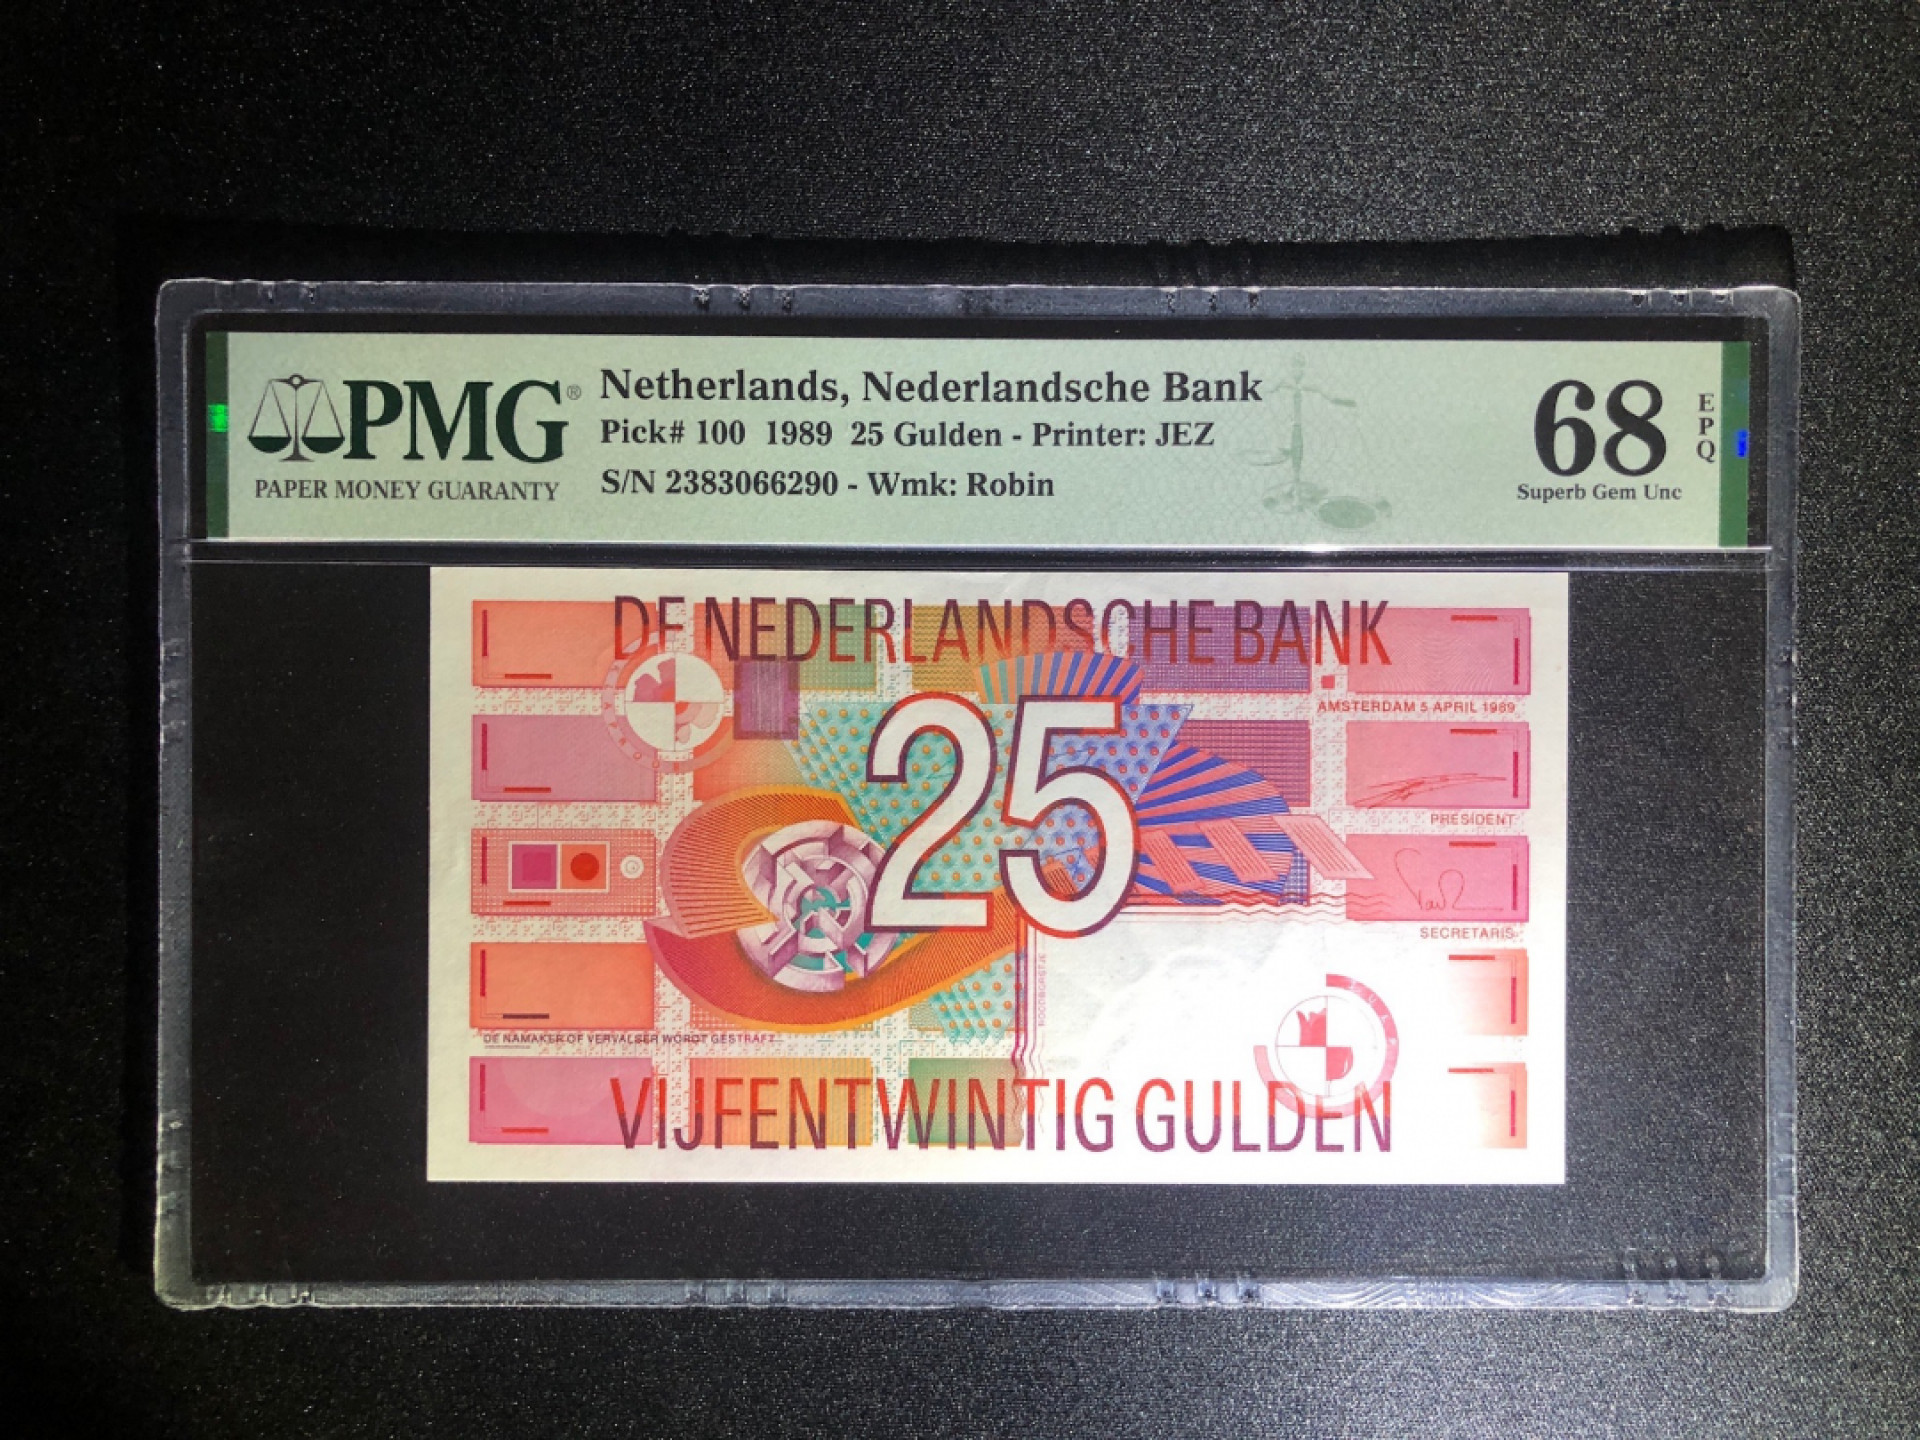 PMG®
PAPER MONEY GUARANTY
Netherlands, Nederlandsche Bank
Pick# 100 1989 25 Gulden - Printer: JEZ
S/N 2383066290 - Wmk: Robin
68
EPQ
Superb Gem Unc
DE NEDERLANDSCHE BANK
AMSTERDAM 5 APRIL 1989
25
PRESIDENT
SECRETARIS
ROODBORSTJE
DE NAMAKER OF VERVALSER WORDT GESTRAFT
VIJFENTWINTIG GULDEN